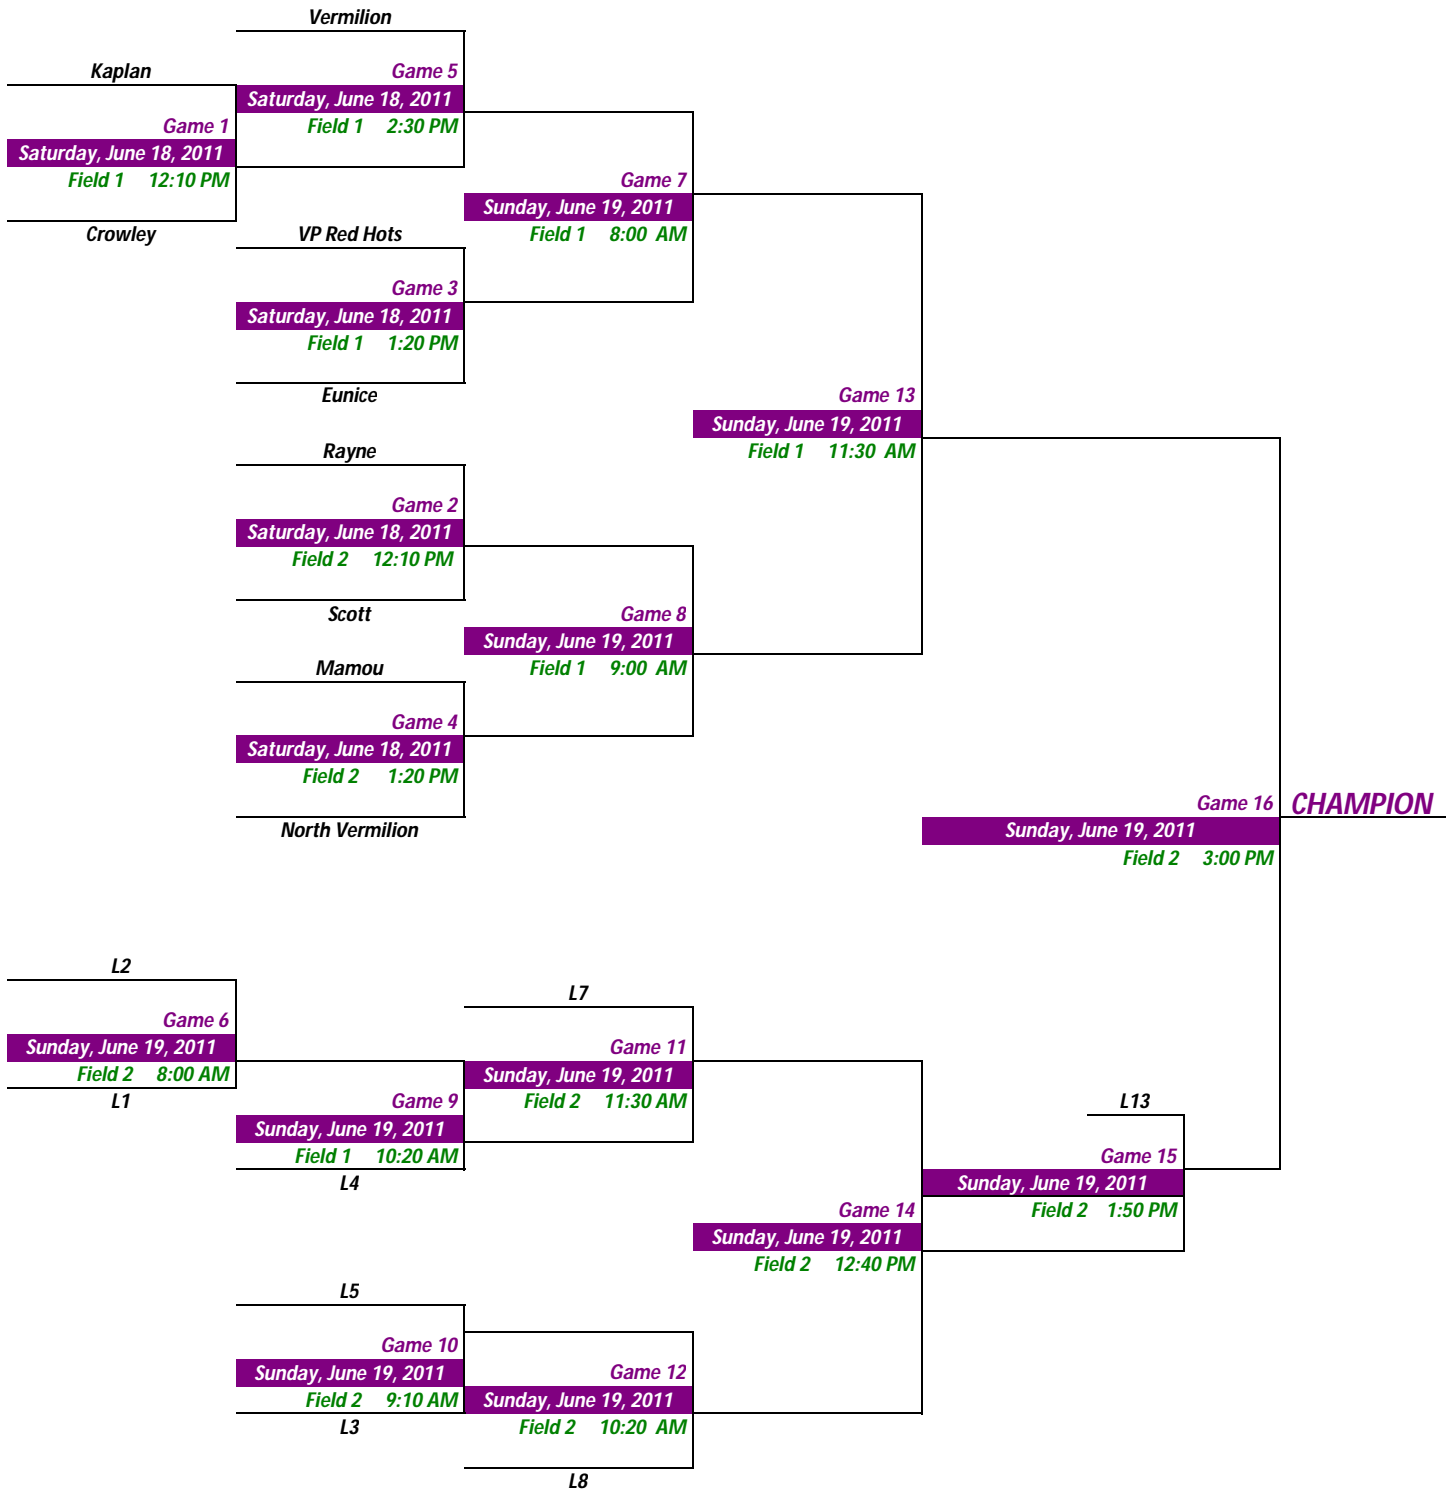 Vermilion
Kaplan
Game 5
Saturday, June 18, 2011
Field 1 2:30 PM
Game 1
Saturday, June 18, 2011
Field 1 12:10 PM
Crowley
Game 7
Sunday, June 19, 2011
Field 1 8:00 AM
VP Red Hots
Game 3
Saturday, June 18, 2011
Field 1 1:20 PM
Eunice
Game 13
Sunday, June 19, 2011
Field 1 11:30 AM
Rayne
Game 2
Saturday, June 18, 2011
Field 2 12:10 PM
Scott
Game 8
Sunday, June 19, 2011
Field 1 9:00 AM
Mamou
Game 4
Saturday, June 18, 2011
Field 2 1:20 PM
North Vermilion
Game 16
CHAMPION
Sunday, June 19, 2011
Field 2 3:00 PM
L2
Game 6
Sunday, June 19, 2011
Field 2 8:00 AM
L1
L7
Game 11
Sunday, June 19, 2011
Field 2 11:30 AM
Game 9
Sunday, June 19, 2011
Field 1 10:20 AM
L4
L13
Game 15
Sunday, June 19, 2011
Field 2 1:50 PM
Game 14
Sunday, June 19, 2011
Field 2 12:40 PM
L5
Game 10
Sunday, June 19, 2011
Field 2 9:10 AM
L3
Game 12
Sunday, June 19, 2011
Field 2 10:20 AM
L8